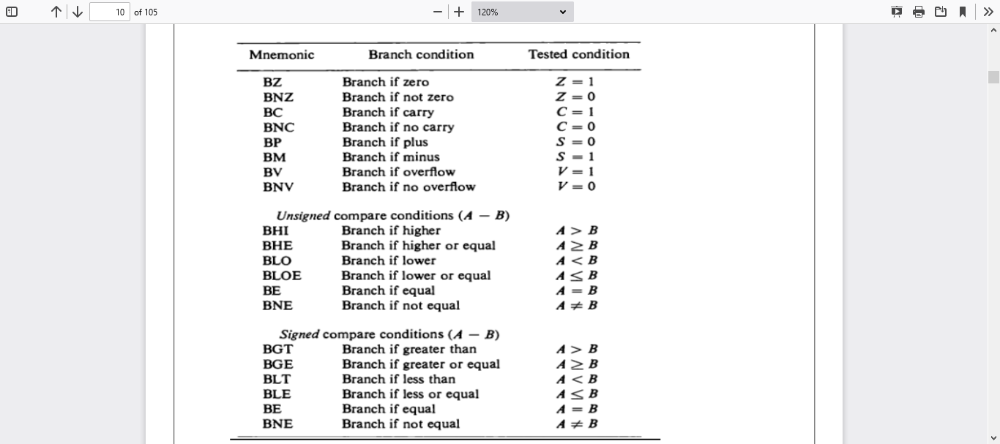 10 of 105
120%
Mnemonic Branch condition Tested condition
BZ Branch if zero Z = 1
BNZ Branch if not zero Z = 0
BC Branch if carry C = 1
BNC Branch if no carry C = 0
BP Branch if plus S = 0
BM Branch if minus S = 1
BV Branch if overflow V = 1
BNV Branch if no overflow V = 0
Unsigned compare conditions (A − B)
BHI Branch if higher A > B
BHE Branch if higher or equal A ≥ B
BLO Branch if lower A < B
BLOE Branch if lower or equal A ≤ B
BE Branch if equal A = B
BNE Branch if not equal A ≠ B
Signed compare conditions (A − B)
BGT Branch if greater than A > B
BGE Branch if greater or equal A ≥ B
BLT Branch if less than A < B
BLE Branch if less or equal A ≤ B
BE Branch if equal A = B
BNE Branch if not equal A ≠ B